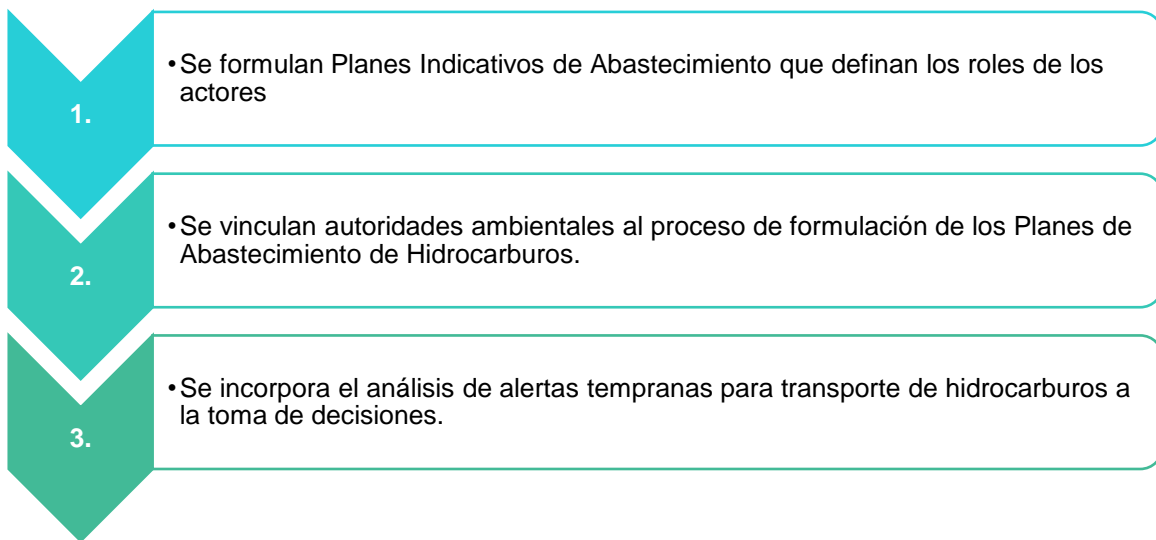 1.
•Se formulan Planes Indicativos de Abastecimiento que definan los roles de los
actores
2.
•Se vinculan autoridades ambientales al proceso de formulación de los Planes de
Abastecimiento de Hidrocarburos.
3.
•Se incorpora el análisis de alertas tempranas para transporte de hidrocarburos a
la toma de decisiones.